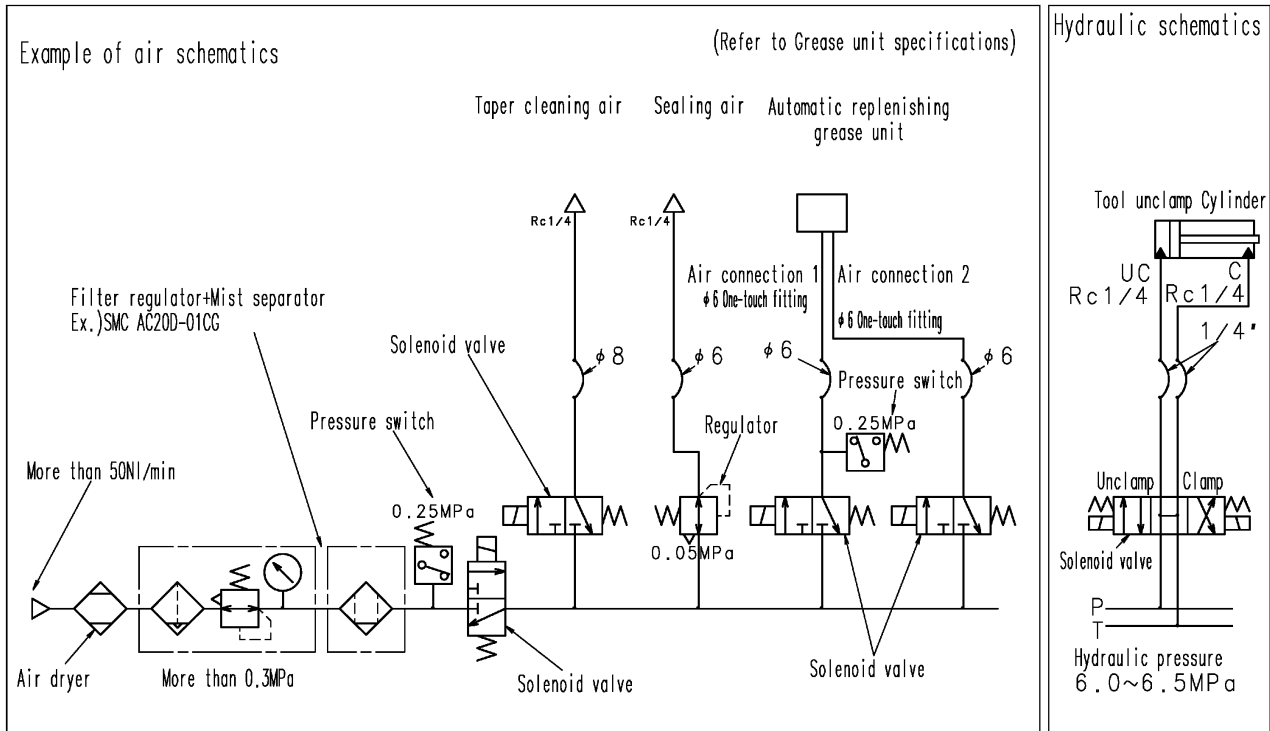 Example of air schematics
(Refer to Grease unit specifications)
Taper cleaning air
Sealing air
Automatic replenishing
grease unit
Rc1/4
Rc1/4
Air connection 1
φ6 One-touch fitting
Air connection 2
φ6 One-touch fitting
Filter regulator+Mist separator
Ex.)SMC AC20D-01CG
Solenoid valve
φ8
φ6
φ6
φ6
Pressure switch
0.25MPa
Pressure switch
0.25MPa
Regulator
0.05MPa
More than 50Nl/min
Air dryer
More than 0.3MPa
Solenoid valve
Solenoid valve
Hydraulic schematics
Tool unclamp Cylinder
UC
Rc1/4
C
Rc1/4
1/4"
Unclamp
Clamp
Solenoid valve
P
T
Hydraulic pressure
6.0~6.5MPa